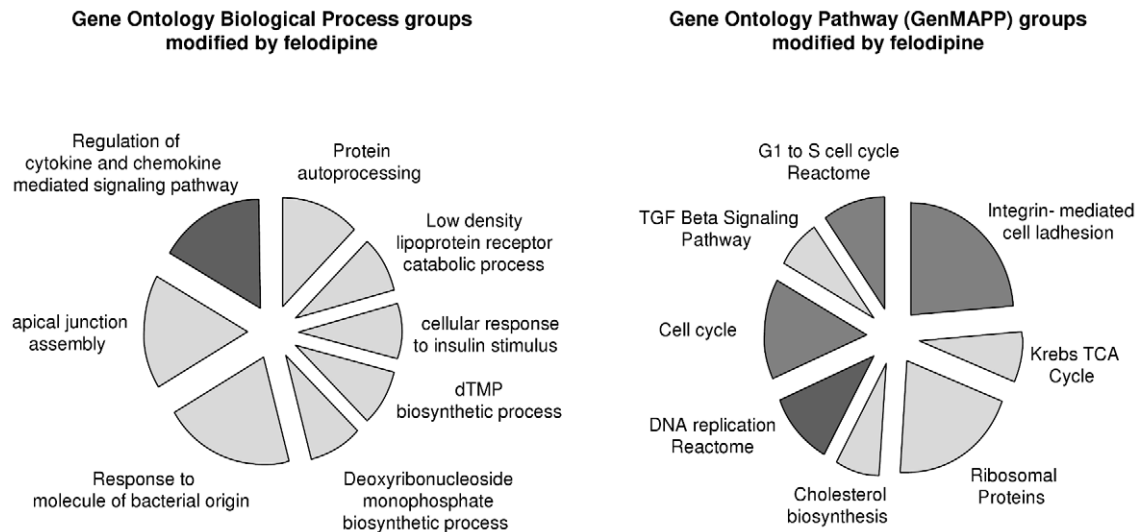 Gene Ontology Biological Process groups
modified by felodipine
Regulation of
cytokine and chemokine
mediated signaling pathway
Protein
autoprocessing
Low density
lipoprotein receptor
catabolic process
cellular response
to insulin stimulus
dTMP
biosynthetic process
Deoxyribonucleoside
monophosphate
biosynthetic process
Response to
molecule of bacterial origin
apical junction
assembly
Gene Ontology Pathway (GenMAPP) groups
modified by felodipine
G1 to S cell cycle
Reactome
Integrin- mediated
cell ladhesion
Krebs TCA
Cycle
Ribosomal
Proteins
Cholesterol
biosynthesis
DNA replication
Reactome
Cell cycle
TGF Beta Signaling
Pathway